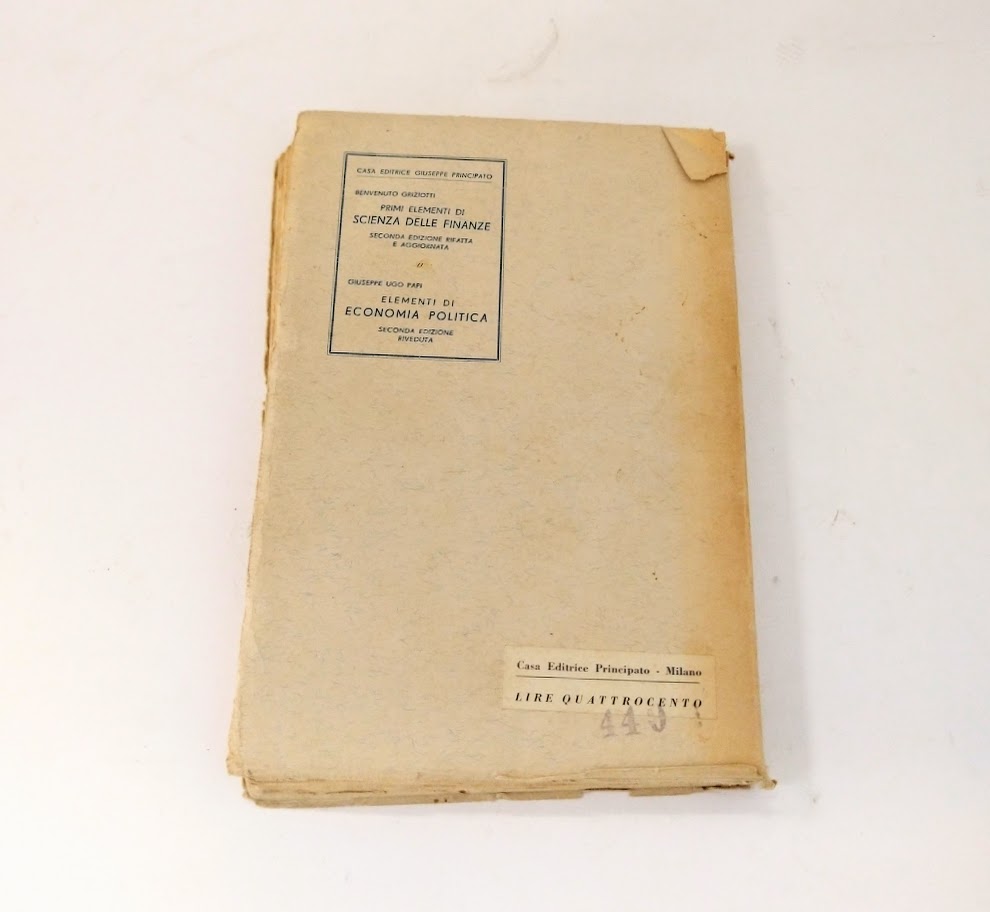 CASA EDITRICE GIUSEPPE PRINCIPATO
BENVENUTO GRIZIOTTI
PRIMI ELEMENTI DI
SCIENZA DELLE FINANZE
SECONDA EDIZIONE RIFATTA
E AGGIORNATA
GIUSEPPE UGO PAPI
ELEMENTI DI
ECONOMIA POLITICA
SECONDA EDIZIONE
RIVEDUTA
Casa Editrice Principato - Milano
LIRE QUATTROCENTO